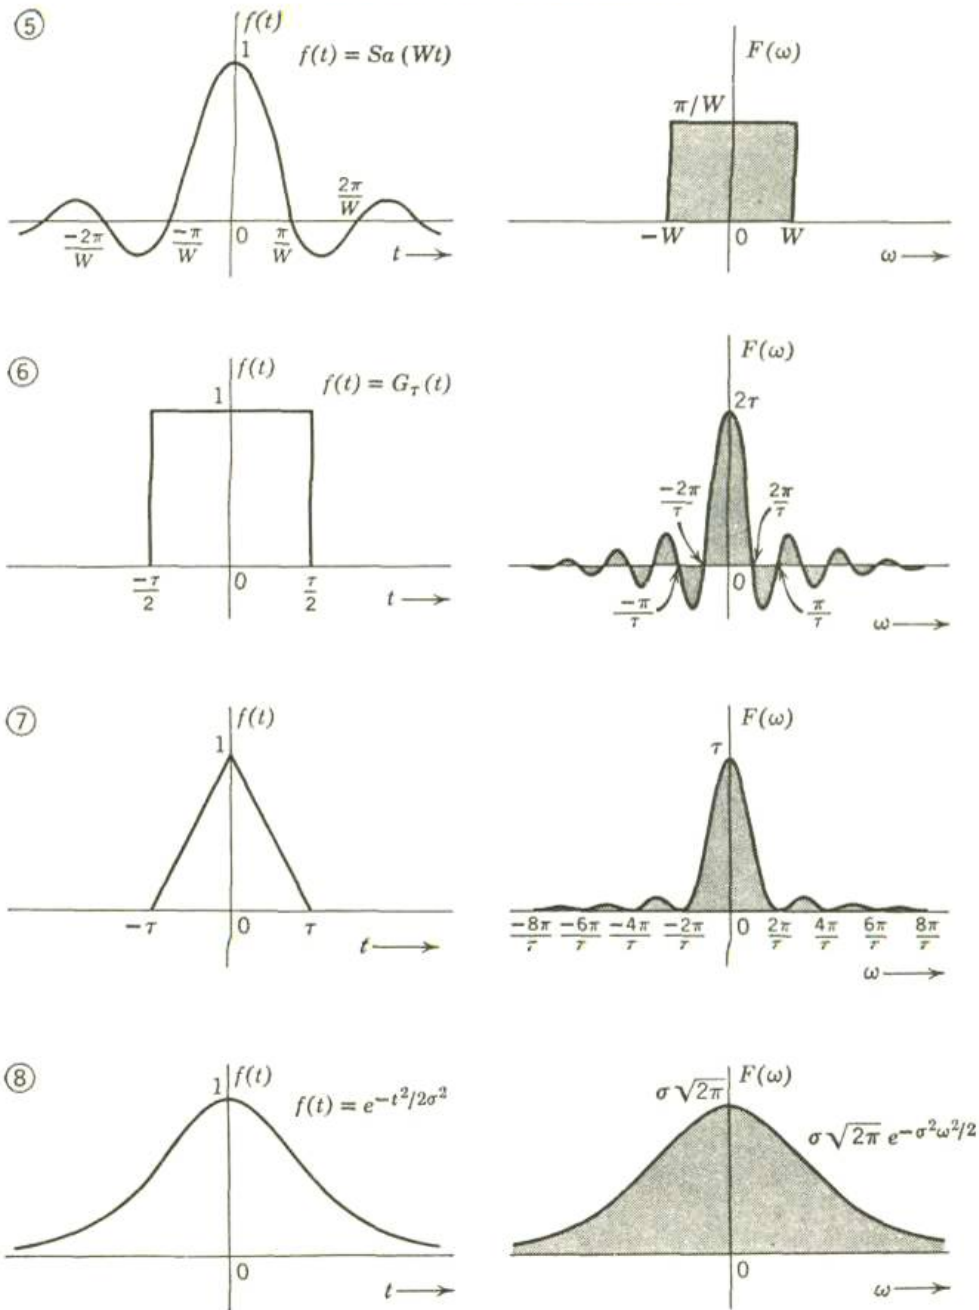 ⑤
f(t)
1
f(t) = Sa (Wt)
2π/W
-2π/W -π/W 0 π/W
t →
F(ω)
π/W
-W 0 W
ω →
⑥
f(t)
1
f(t) = G_τ(t)
-τ/2 0 τ/2
t →
F(ω)
2τ
-2π/τ 2π/τ
0
-π/τ π/τ
ω →
⑦
f(t)
1
-τ 0 τ
t →
F(ω)
τ
-8π/τ -6π/τ -4π/τ -2π/τ 0 2π/τ 4π/τ 6π/τ 8π/τ
ω →
⑧
f(t)
1
f(t) = e^{-t²/2σ²}
0
t →
F(ω)
σ√2π
σ√2π e^{-σ²ω²/2}
0
ω →